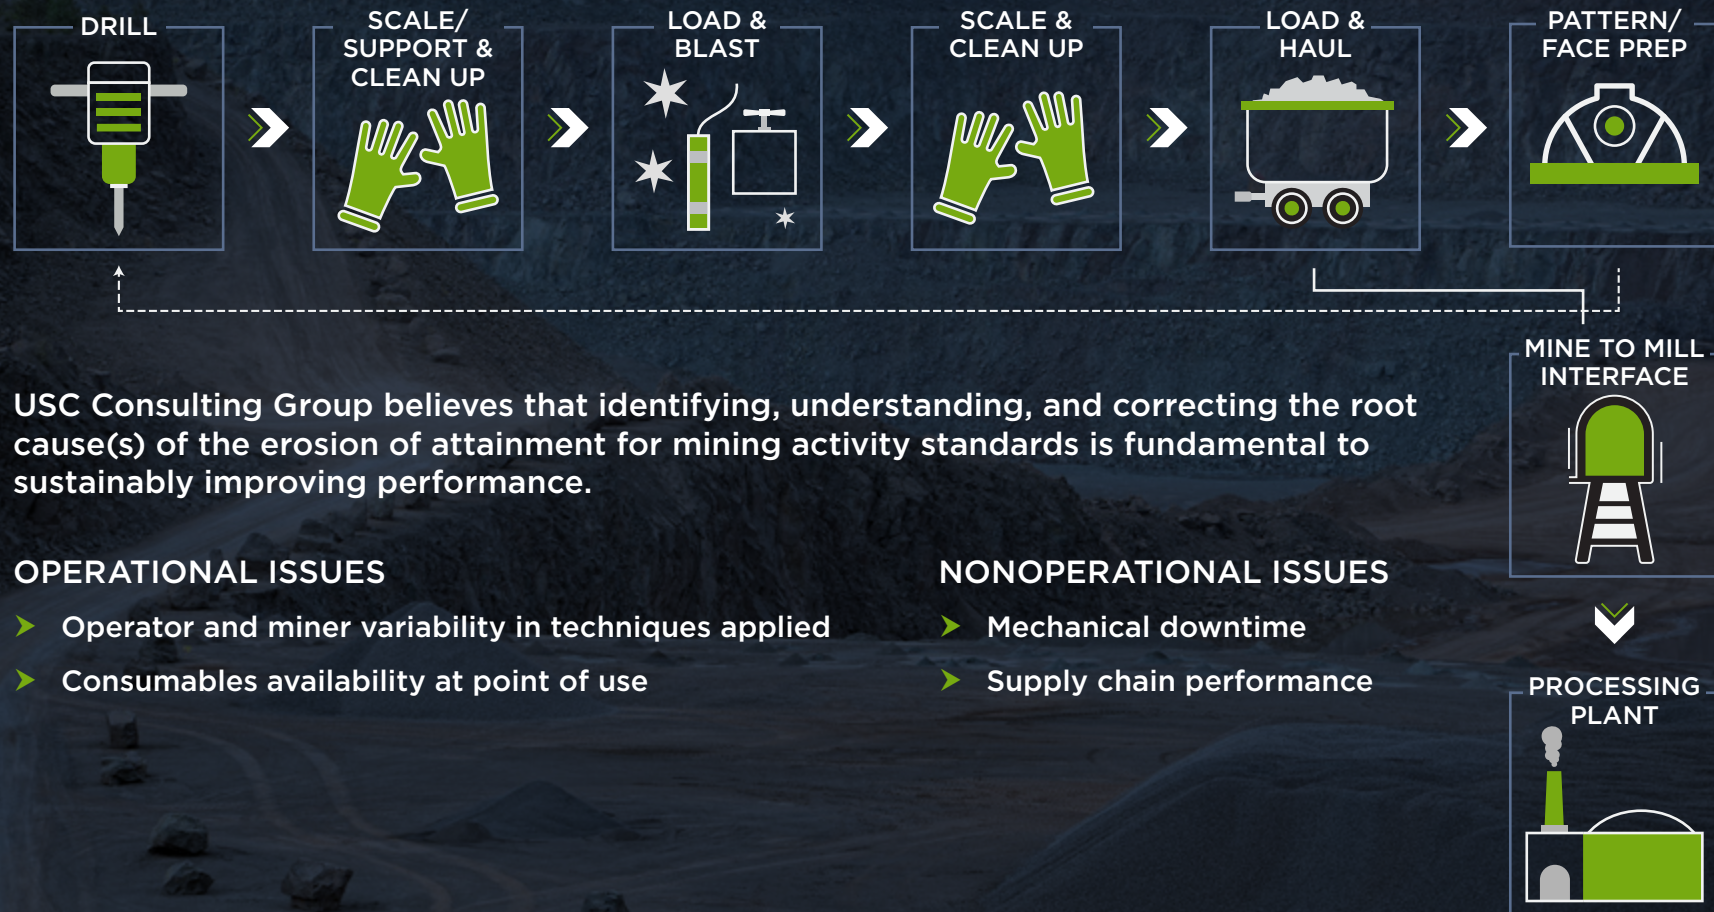 DRILL
SCALE/
SUPPORT &
CLEAN UP
LOAD &
BLAST
SCALE &
CLEAN UP
LOAD &
HAUL
PATTERN/
FACE PREP
MINE TO MILL
INTERFACE
USC Consulting Group believes that identifying, understanding, and correcting the root
cause(s) of the erosion of attainment for mining activity standards is fundamental to
sustainably improving performance.
OPERATIONAL ISSUES
Operator and miner variability in techniques applied
Consumables availability at point of use
NONOPERATIONAL ISSUES
Mechanical downtime
Supply chain performance
PROCESSING
PLANT